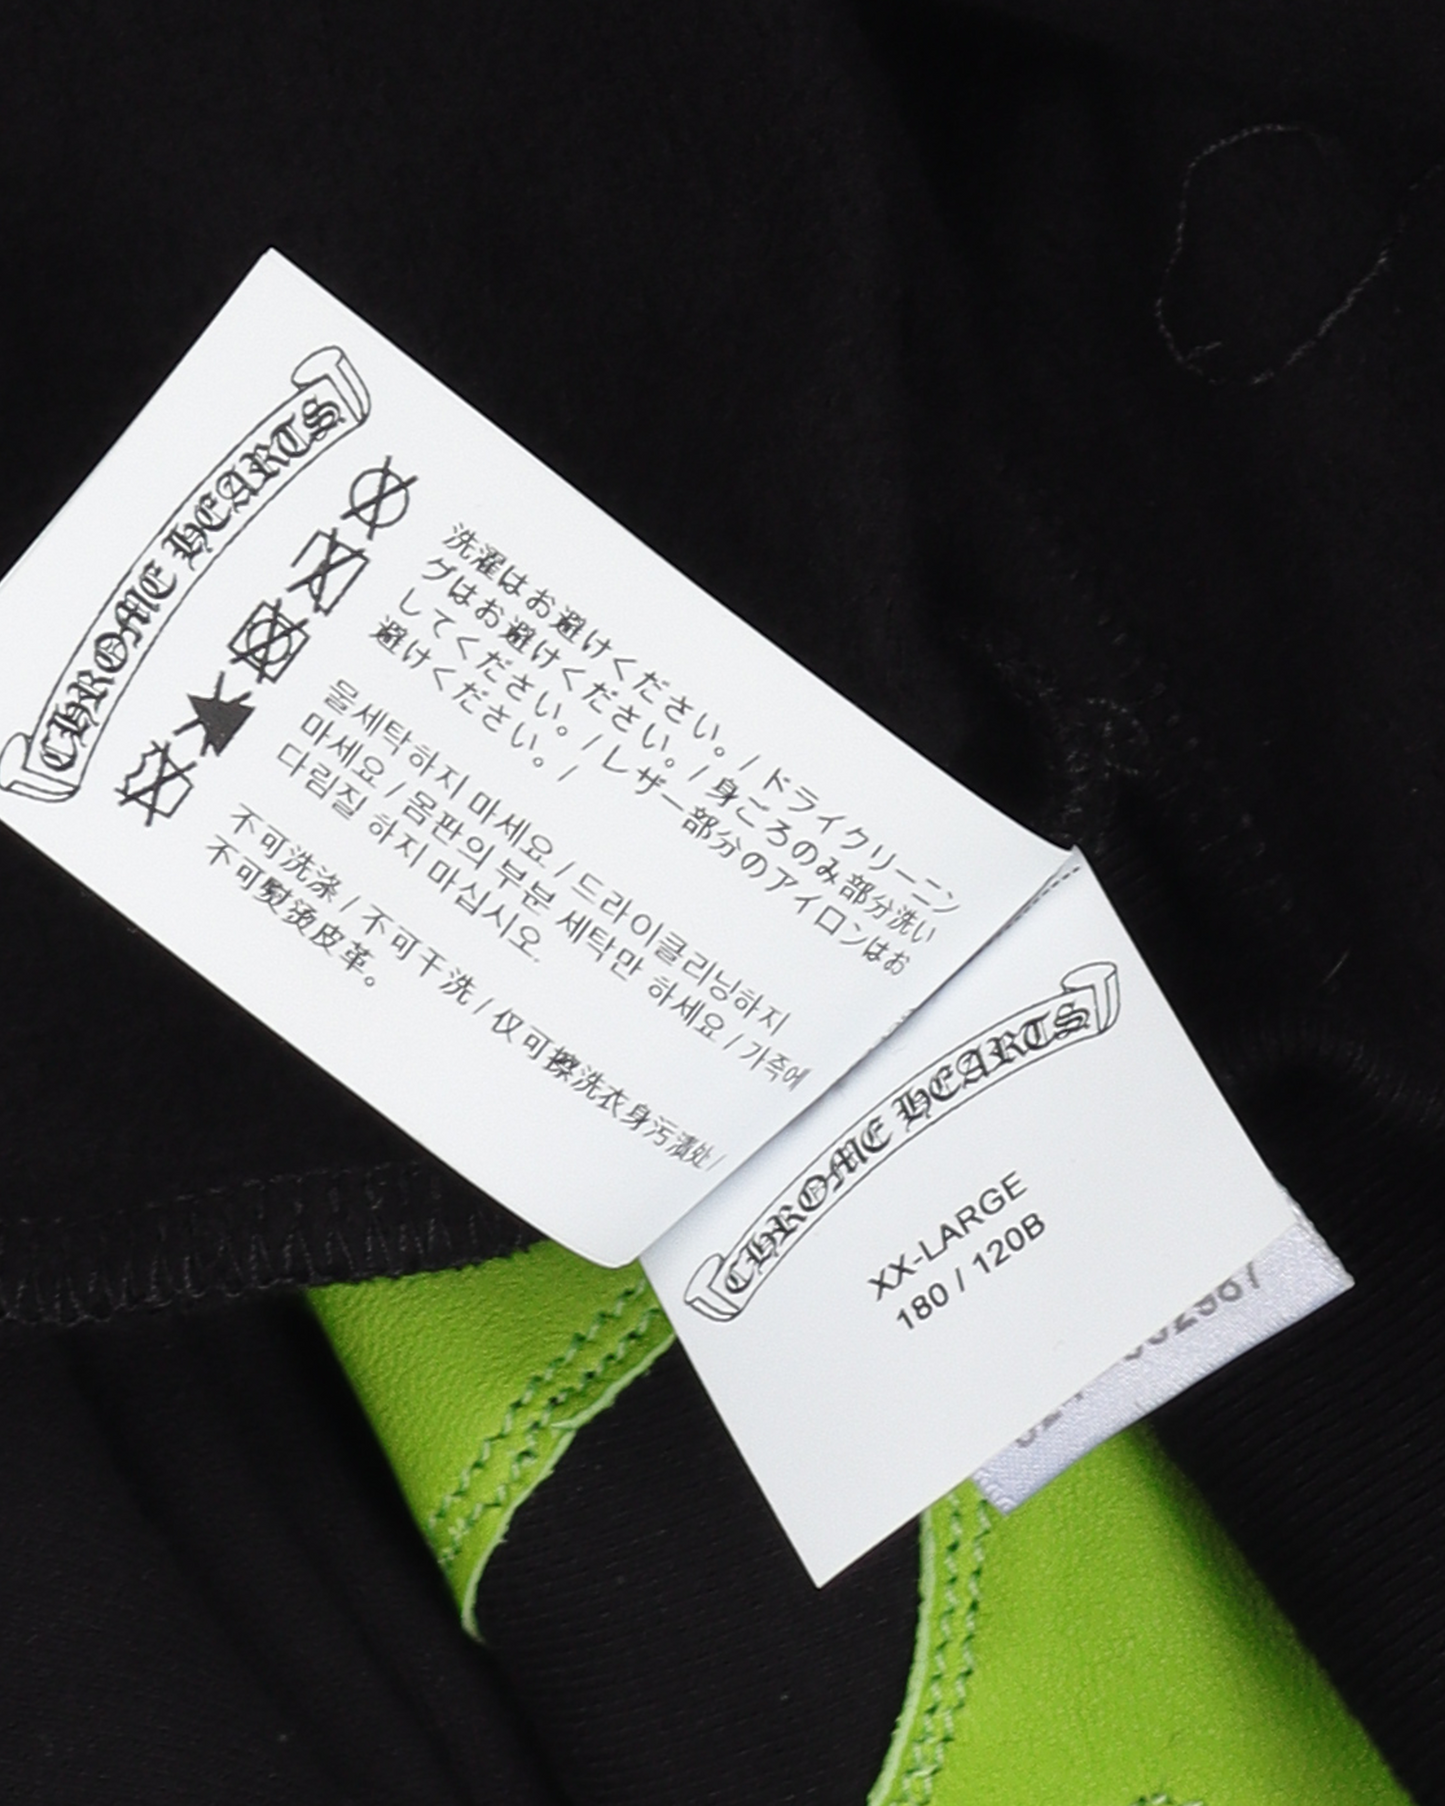 CHROME HEARTS
洗濯はお避けください。/ ドライクリーニン
グはお避けください。/ 身ごろのみ部分洗い
してください。/ レザー部分のアイロンはお
避けください。/
물세탁하지 마세요 / 드라이클리닝하지
마세요 / 몸판의 부분 세탁만 하세요 / 가죽에
다림질 하지 마십시오.
不可洗涤 / 不可干洗 / 仅可擦洗衣身污渍处 /
不可熨烫皮革。
CHROME HEARTS
XX-LARGE
180 / 120B